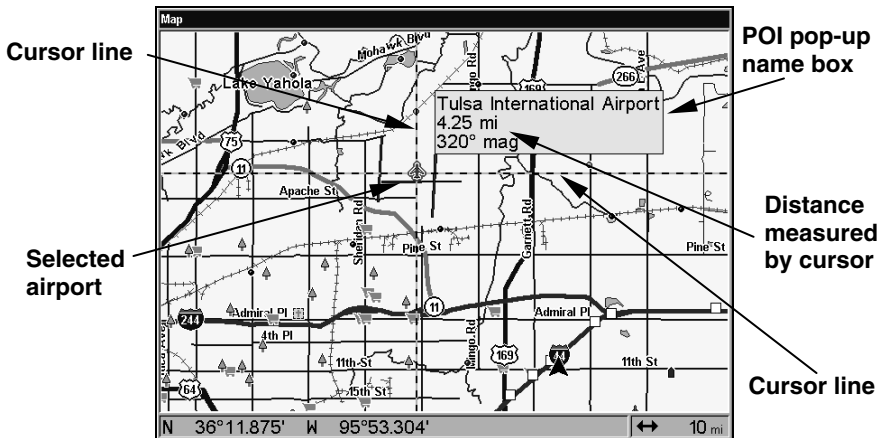 Map
Cursor line
POI pop-up
name box
Mohawk Blvd
Lake Yahola
266
169
Tulsa International Airport
4.25 mi
320° mag
75
11
Apache St
Sheridan Rd
Garnett Rd
Distance
measured
by cursor
Selected
airport
Pine St
Pine St
11
244
Admiral Pl
Admiral Pl
4th Pl
Mingo Rd
169
44
11th St
11th St
15th St
64
Cursor line
N 36°11.875' W 95°53.304'
↔ 10 mi